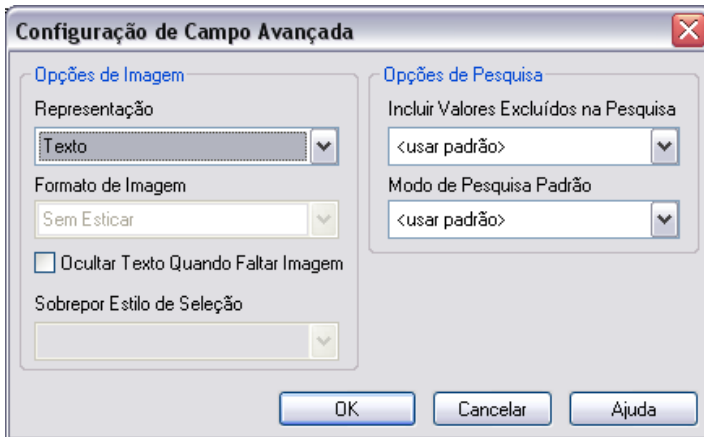 Configuração de Campo Avançada
Opções de Imagem
Representação
Texto
Formato de Imagem
Sem Esticar
Ocultar Texto Quando Faltar Imagem
Sobrepor Estilo de Seleção
Opções de Pesquisa
Incluir Valores Excluídos na Pesquisa
<usar padrão>
Modo de Pesquisa Padrão
<usar padrão>
OK
Cancelar
Ajuda